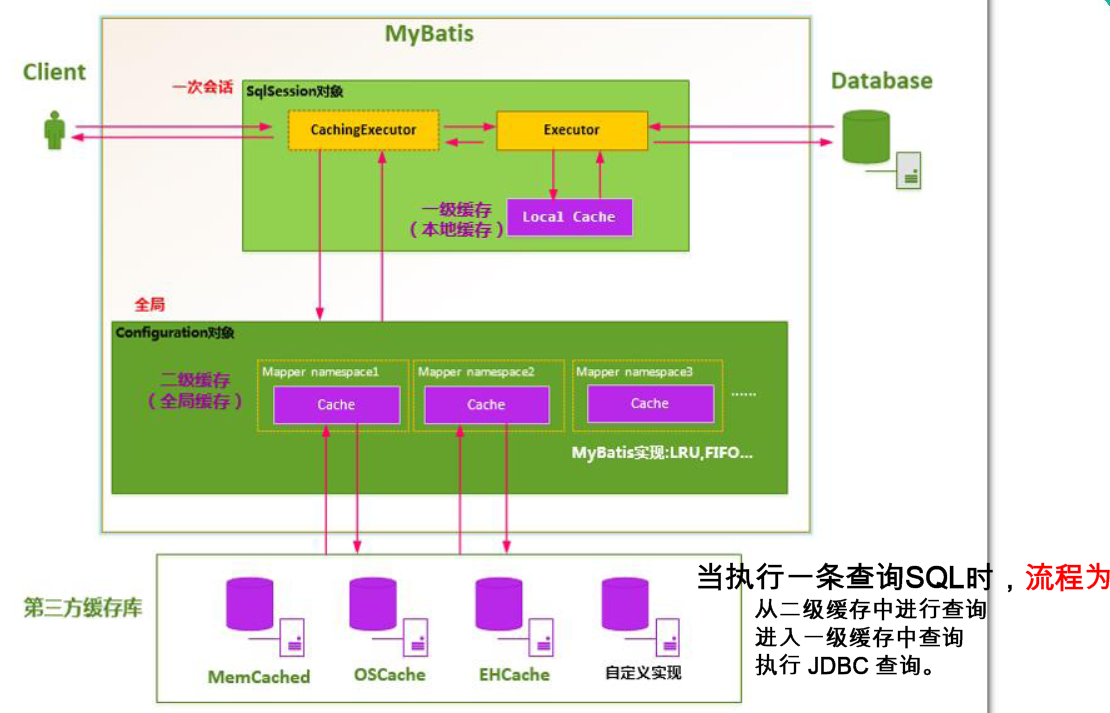 MyBatis
Client
一次会话
SqlSession对象
Database
CachingExecutor
Executor
一级缓存
（本地缓存）
Local Cache
全局
Configuration对象
二级缓存
（全局缓存）
Mapper namespace1
Cache
Mapper namespace2
Cache
Mapper namespace3
Cache
......
MyBatis实现:LRU,FIFO...
第三方缓存库
MemCached
OSCache
EHCache
自定义实现
当执行一条查询SQL时，流程为
从二级缓存中进行查询
进入一级缓存中查询
执行 JDBC 查询。